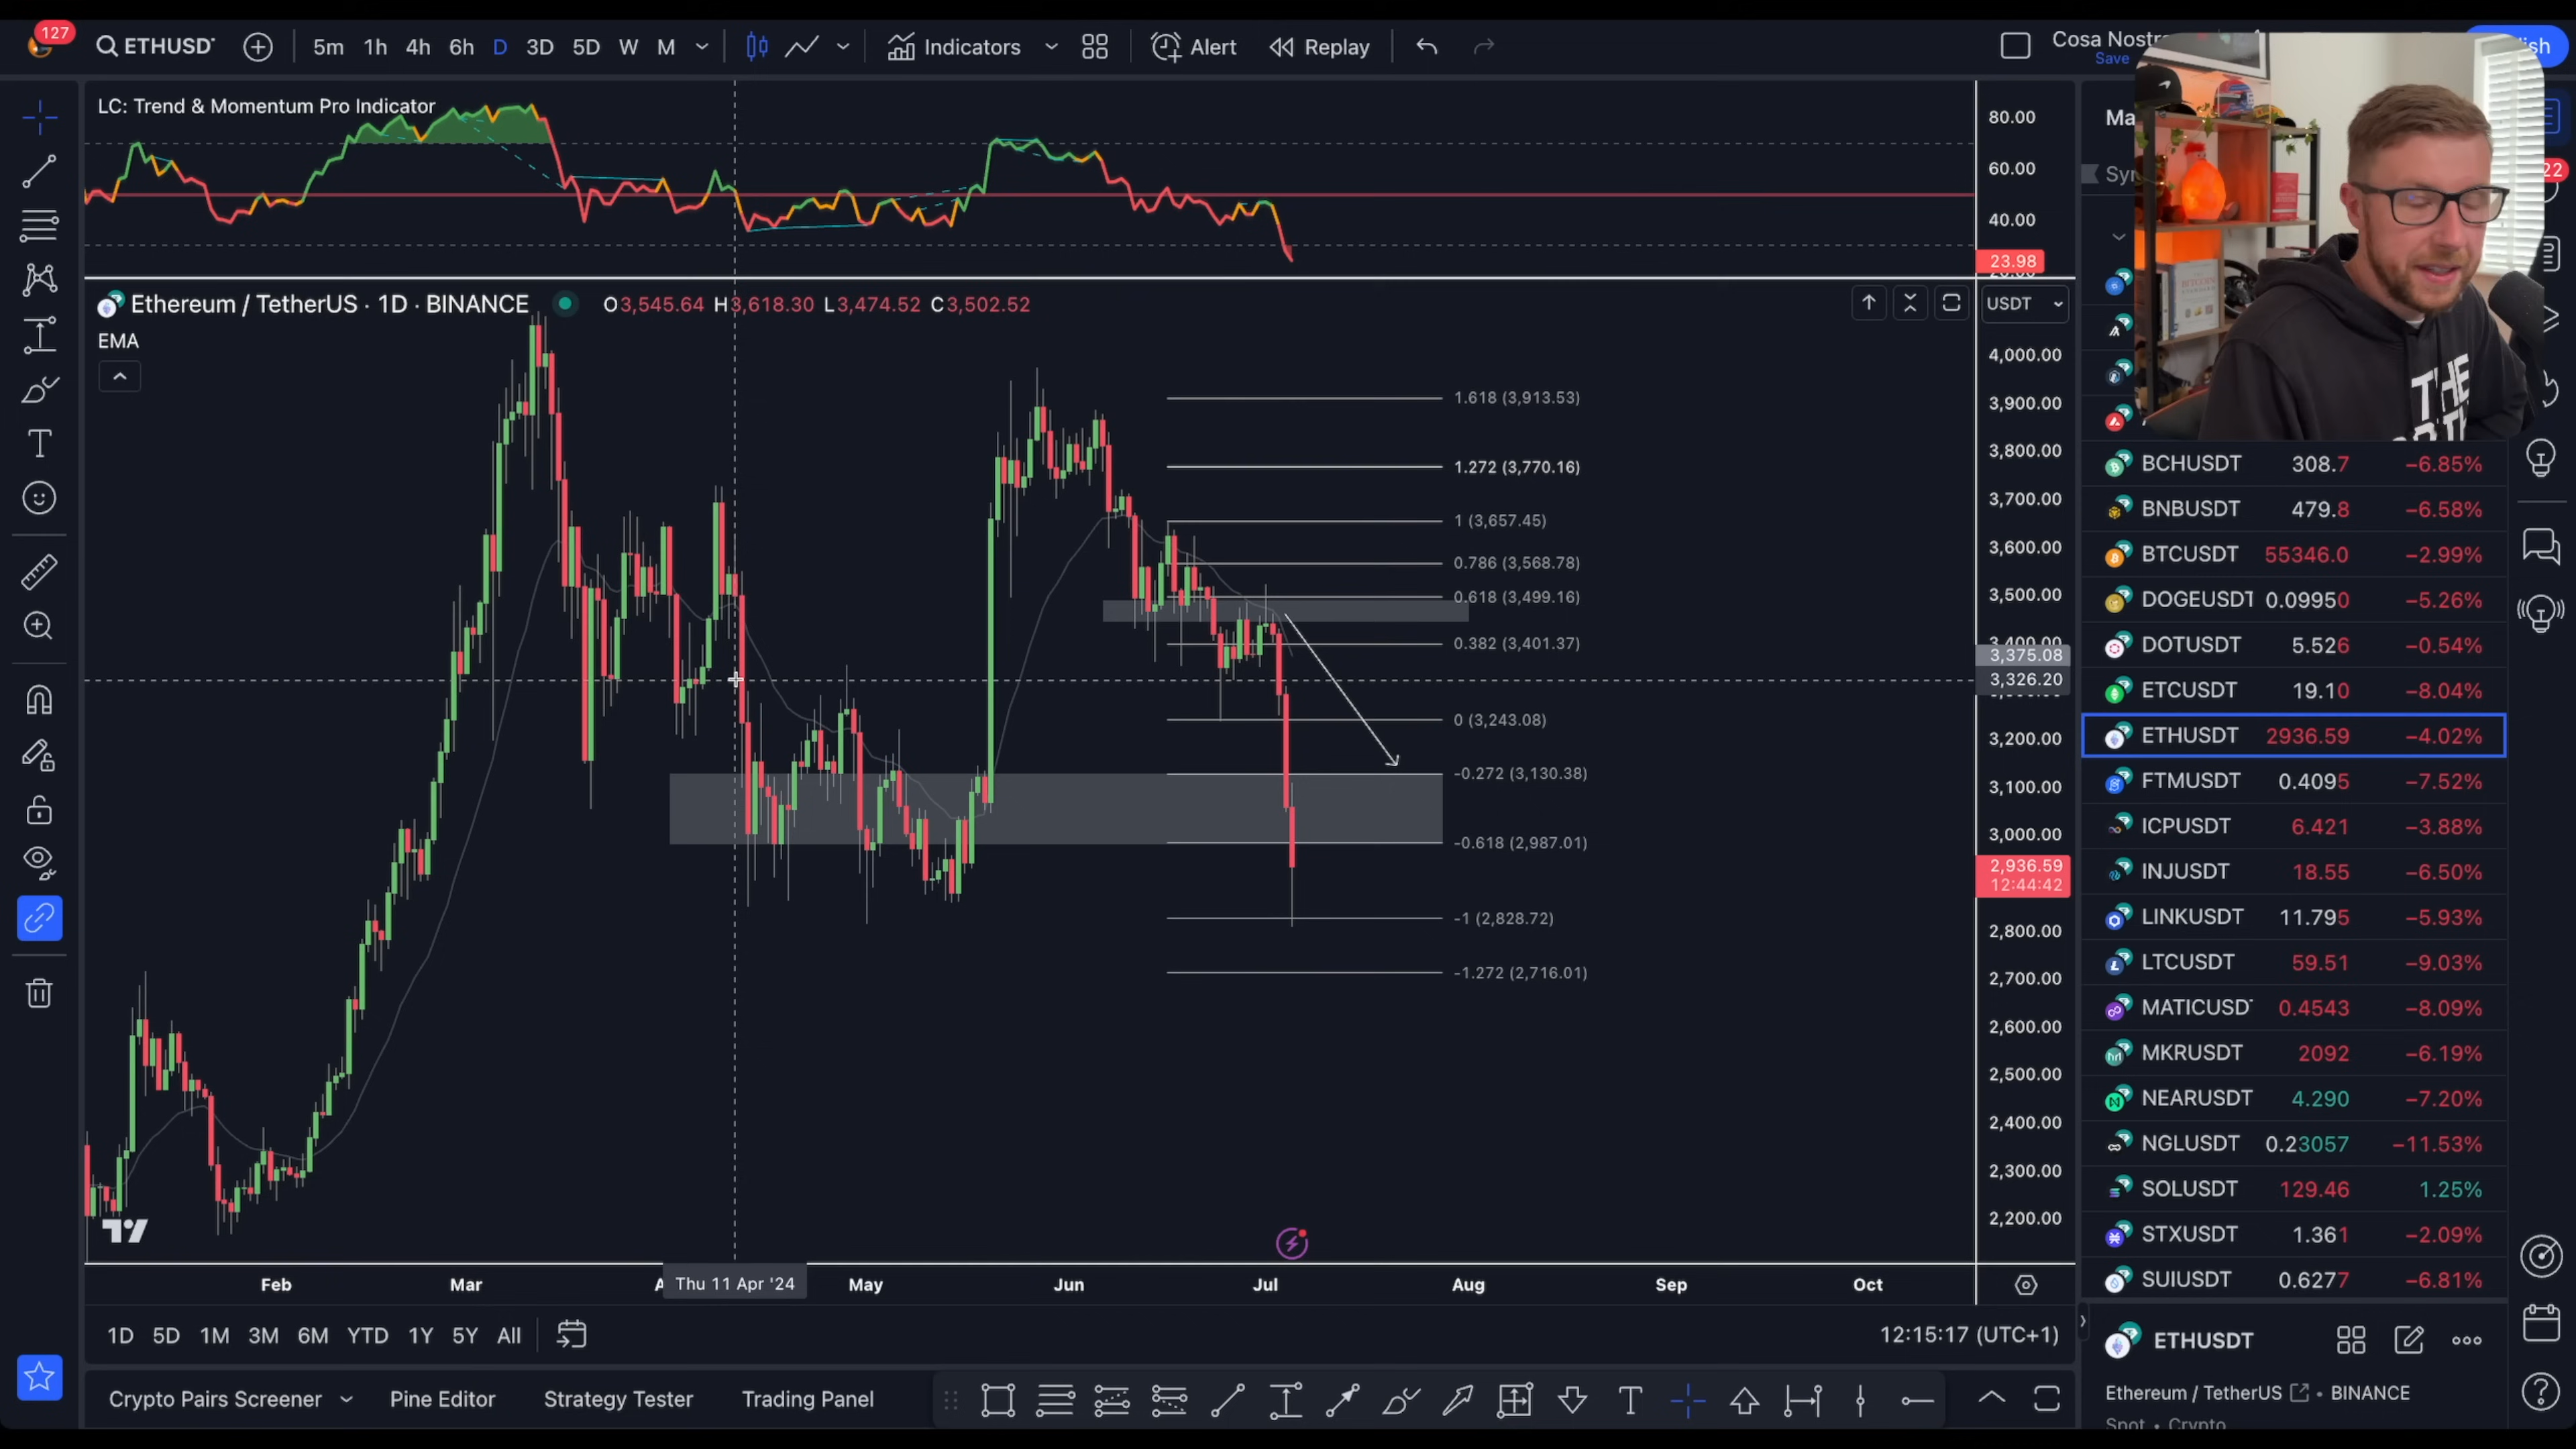 127
ETHUSD
5m 1h 4h 6h D 3D 5D W M
Indicators
Alert
Replay
Cosa Nostr
Save
sh
LC: Trend & Momentum Pro Indicator
80.00
60.00
40.00
23.98
Ethereum / TetherUS · 1D · BINANCE O3,545.64 H3,618.30 L3,474.52 C3,502.52
USDT
EMA
4,000.00
3,900.00
3,800.00
3,700.00
3,600.00
3,500.00
3,400.00
3,375.08
3,326.20
3,200.00
3,100.00
3,000.00
2,936.59
12:44:42
2,800.00
2,700.00
2,600.00
2,500.00
2,400.00
2,300.00
2,200.00
1.618 (3,913.53)
1.272 (3,770.16)
1 (3,657.45)
0.786 (3,568.78)
0.618 (3,499.16)
0.382 (3,401.37)
0 (3,243.08)
-0.272 (3,130.38)
-0.618 (2,987.01)
-1 (2,828.72)
-1.272 (2,716.01)
Feb Mar A Thu 11 Apr '24 May Jun Jul Aug Sep Oct
1D 5D 1M 3M 6M YTD 1Y 5Y All
12:15:17 (UTC+1)
Crypto Pairs Screener Pine Editor Strategy Tester Trading Panel
Ma
Syr
22
THE
BCHUSDT 308.7 −6.85%
BNBUSDT 479.8 −6.58%
BTCUSDT 55346.0 −2.99%
DOGEUSDT 0.09950 −5.26%
DOTUSDT 5.526 −0.54%
ETCUSDT 19.10 −8.04%
ETHUSDT 2936.59 −4.02%
FTMUSDT 0.4095 −7.52%
ICPUSDT 6.421 −3.88%
INJUSDT 18.55 −6.50%
LINKUSDT 11.795 −5.93%
LTCUSDT 59.51 −9.03%
MATICUSD 0.4543 −8.09%
MKRUSDT 2092 −6.19%
NEARUSDT 4.290 −7.20%
NGLUSDT 0.23057 −11.53%
SOLUSDT 129.46 1.25%
STXUSDT 1.361 −2.09%
SUIUSDT 0.6277 −6.81%
ETHUSDT
Ethereum / TetherUS • BINANCE
Spot • Crypto